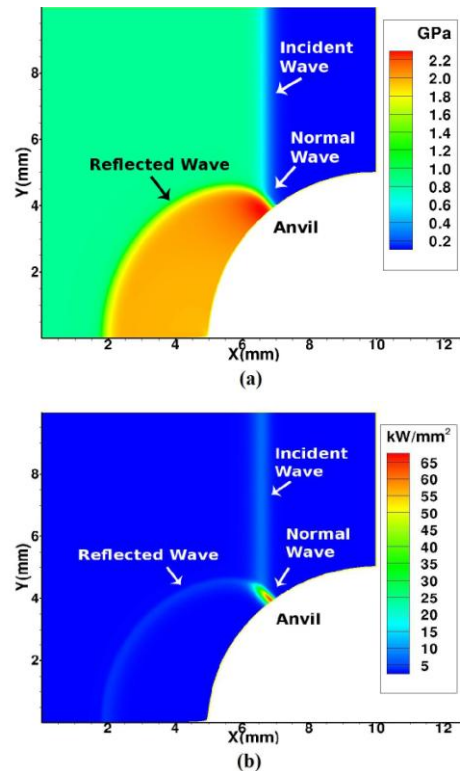 GPa
Incident
Wave
Normal
Wave
Reflected Wave
Anvil
2.2
2.0
1.8
1.6
1.4
1.2
1.0
0.8
0.6
0.4
0.2
Y(mm)
8
6
4
2
2 4 6 8 10 12
X(mm)
(a)
kW/mm²
Incident
Wave
Normal
Wave
Reflected Wave
Anvil
65
60
55
50
45
40
35
30
25
20
15
10
5
Y(mm)
8
6
4
2
2 4 6 8 10 12
X(mm)
(b)